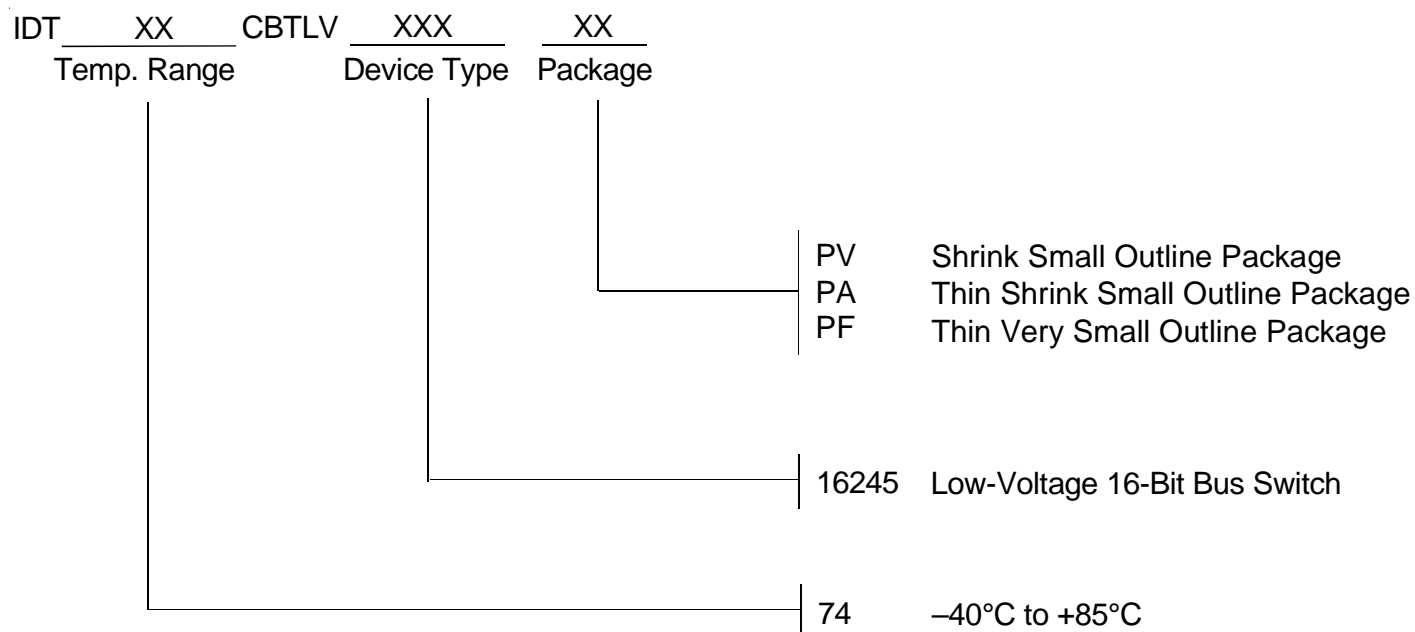 IDT XX CBTLV XXX XX
Temp. Range Device Type Package
PV Shrink Small Outline Package
PA Thin Shrink Small Outline Package
PF Thin Very Small Outline Package
16245 Low-Voltage 16-Bit Bus Switch
74 –40°C to +85°C